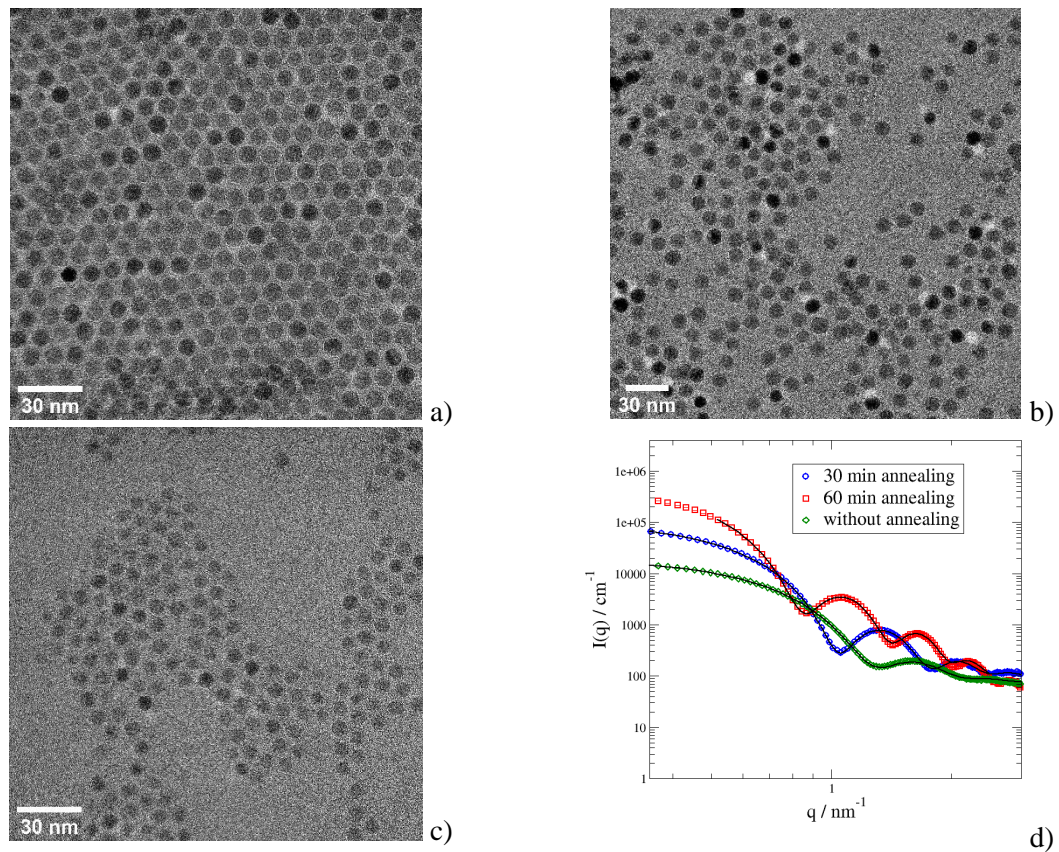 30 nm
a)
30 nm
b)
30 nm
c)
1e+06
1e+05
10000
1000
100
10
1
I(q) / cm⁻¹
30 min annealing
60 min annealing
without annealing
1
q / nm⁻¹
d)